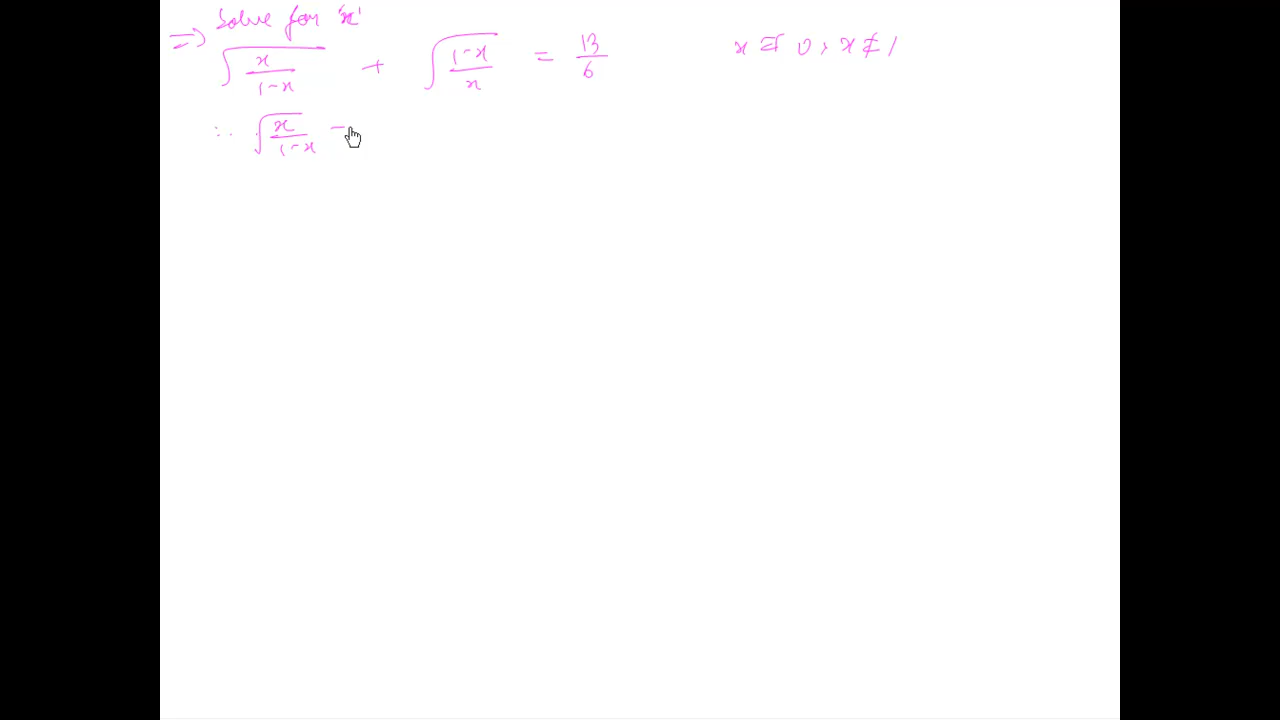 ⇒ Solve for 'x'
√(x/(1-x)) + √((1-x)/x) = 13/6 x ≠ 0, x ≠ 1
∴ √(x/(1-x)) =